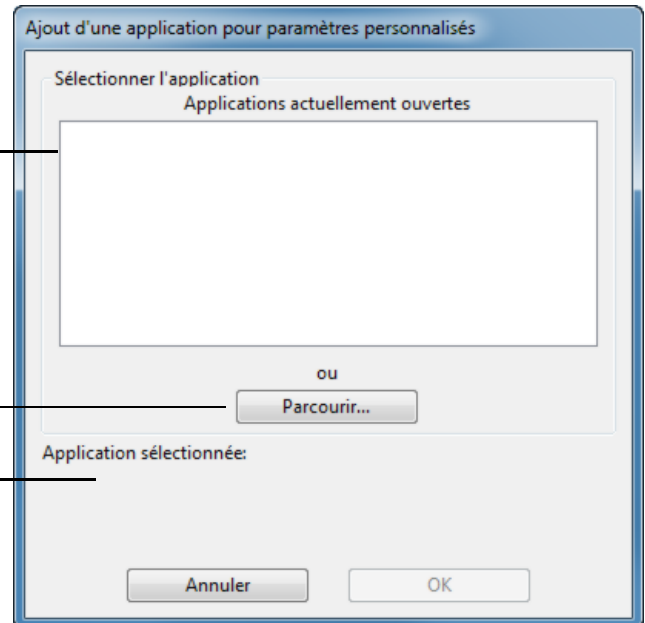 Ajout d'une application pour paramètres personnalisés
Sélectionner l'application
Applications actuellement ouvertes
ou
Parcourir...
Application sélectionnée:
Annuler
OK